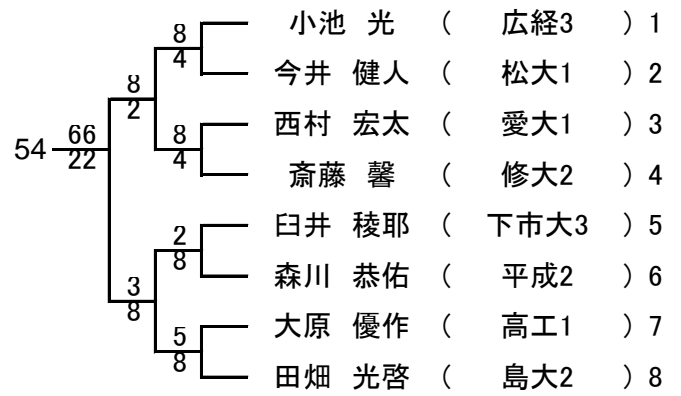 8 小池 光 ( 広経3 ) 1
4
8 今井 健人 ( 松大1 ) 2
2
8 西村 宏太 ( 愛大1 ) 3
54 66
22 4
斎藤 馨 ( 修大2 ) 4
2 臼井 稜耶 ( 下市大3 ) 5
8
3 森川 恭佑 ( 平成2 ) 6
8
5 大原 優作 ( 高工1 ) 7
8
田畑 光啓 ( 島大2 ) 8